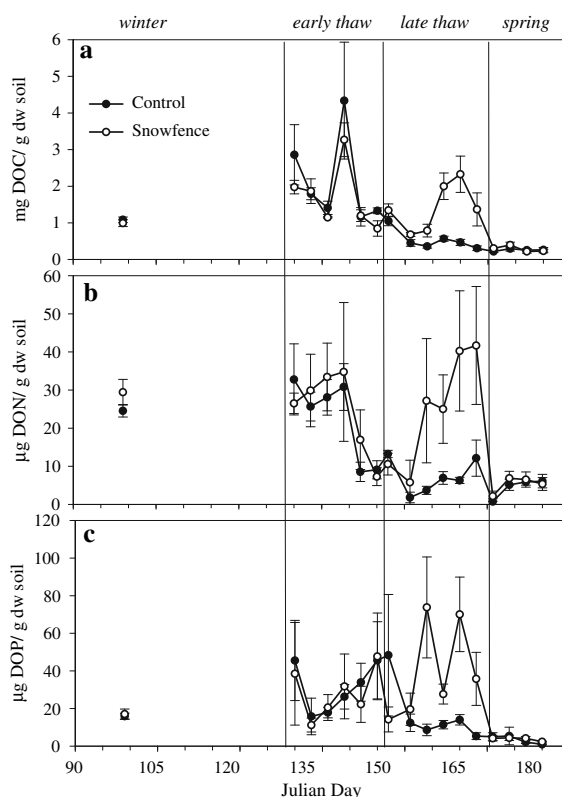 winter early thaw late thaw spring
a
6
5
4
3
2
1
0
mg DOC/ g dw soil
Control
Snowfence
b
60
50
40
30
20
10
0
µg DON/ g dw soil
c
120
100
80
60
40
20
0
µg DOP/ g dw soil
90 105 120 135 150 165 180
Julian Day